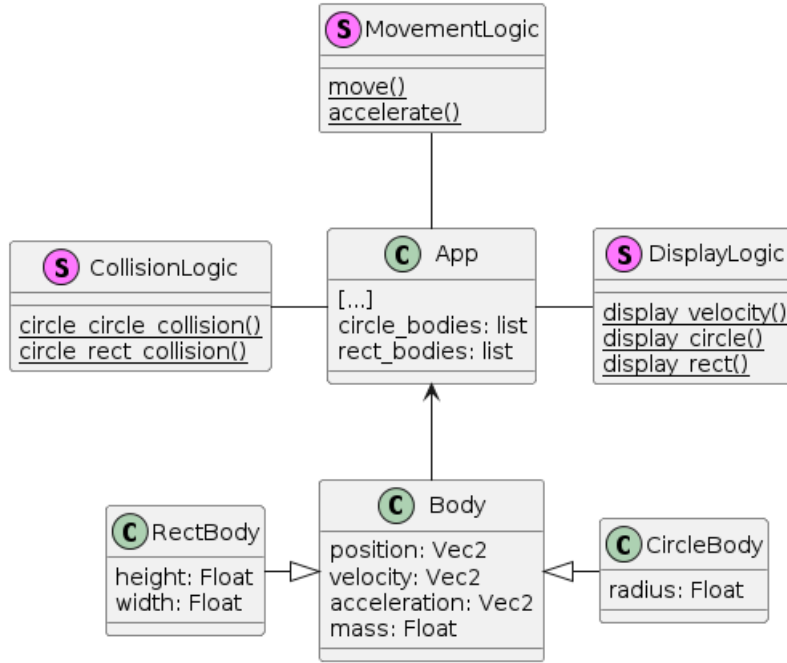 S MovementLogic
move()
accelerate()
S CollisionLogic
circle_circle_collision()
circle_rect_collision()
C App
[...]
circle_bodies: list
rect_bodies: list
S DisplayLogic
display_velocity()
display_circle()
display_rect()
C RectBody
height: Float
width: Float
C Body
position: Vec2
velocity: Vec2
acceleration: Vec2
mass: Float
C CircleBody
radius: Float